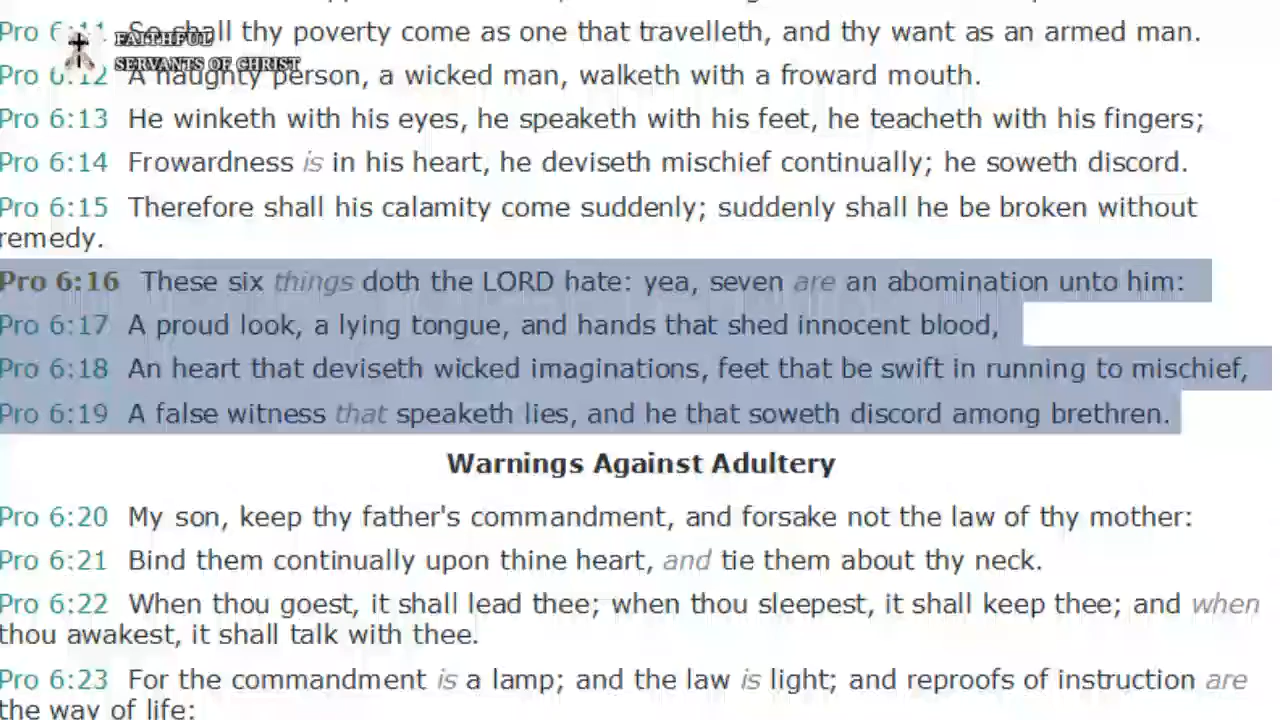 Pro 6:11 So shall thy poverty come as one that travelleth, and thy want as an armed man.
FAITHFUL
SERVANTS OF CHRIST
Pro 6:12 A naughty person, a wicked man, walketh with a froward mouth.
Pro 6:13 He winketh with his eyes, he speaketh with his feet, he teacheth with his fingers;
Pro 6:14 Frowardness is in his heart, he deviseth mischief continually; he soweth discord.
Pro 6:15 Therefore shall his calamity come suddenly; suddenly shall he be broken without
remedy.
Pro 6:16 These six things doth the LORD hate: yea, seven are an abomination unto him:
Pro 6:17 A proud look, a lying tongue, and hands that shed innocent blood,
Pro 6:18 An heart that deviseth wicked imaginations, feet that be swift in running to mischief,
Pro 6:19 A false witness that speaketh lies, and he that soweth discord among brethren.
Warnings Against Adultery
Pro 6:20 My son, keep thy father's commandment, and forsake not the law of thy mother:
Pro 6:21 Bind them continually upon thine heart, and tie them about thy neck.
Pro 6:22 When thou goest, it shall lead thee; when thou sleepest, it shall keep thee; and when
thou awakest, it shall talk with thee.
Pro 6:23 For the commandment is a lamp; and the law is light; and reproofs of instruction are
the way of life: